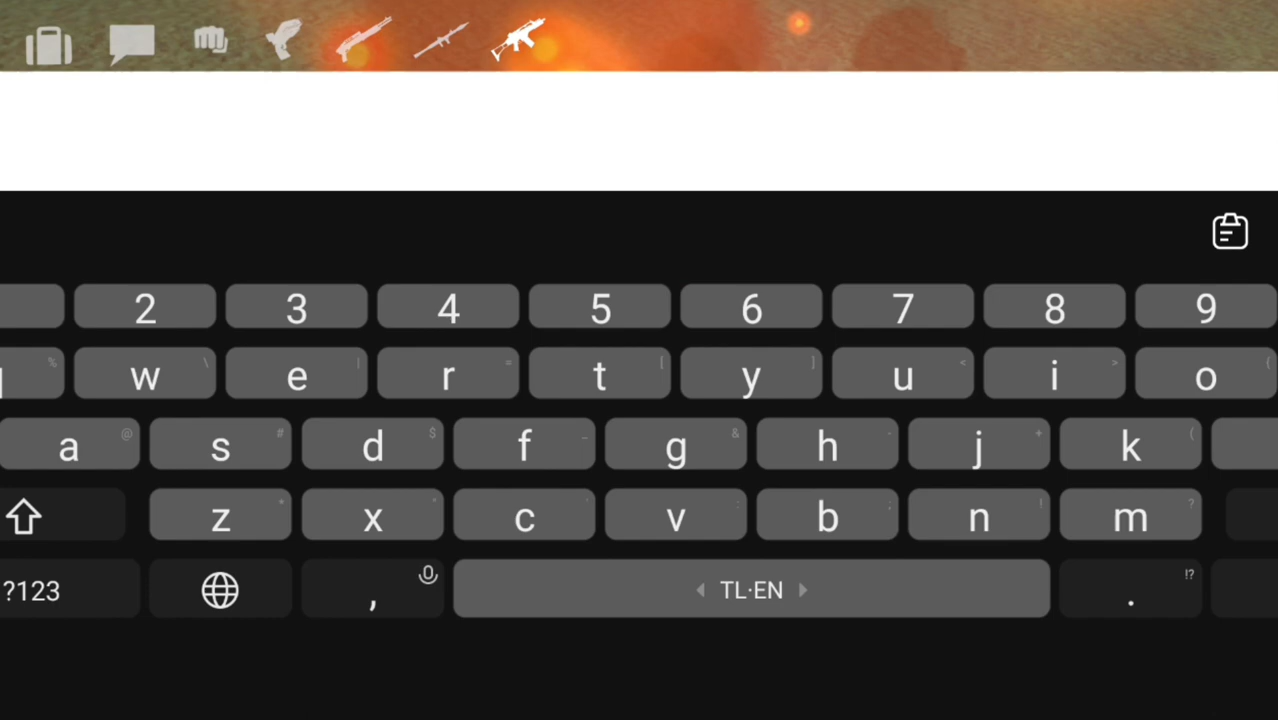 2 3 4 5 6 7 8 9
% \ | = [ ] < > {
w e r t y u i o
@ # $ _ & - + (
a s d f g h j k
* " ' : ; ! ?
z x c v b n m
!?
?123 , TL·EN .